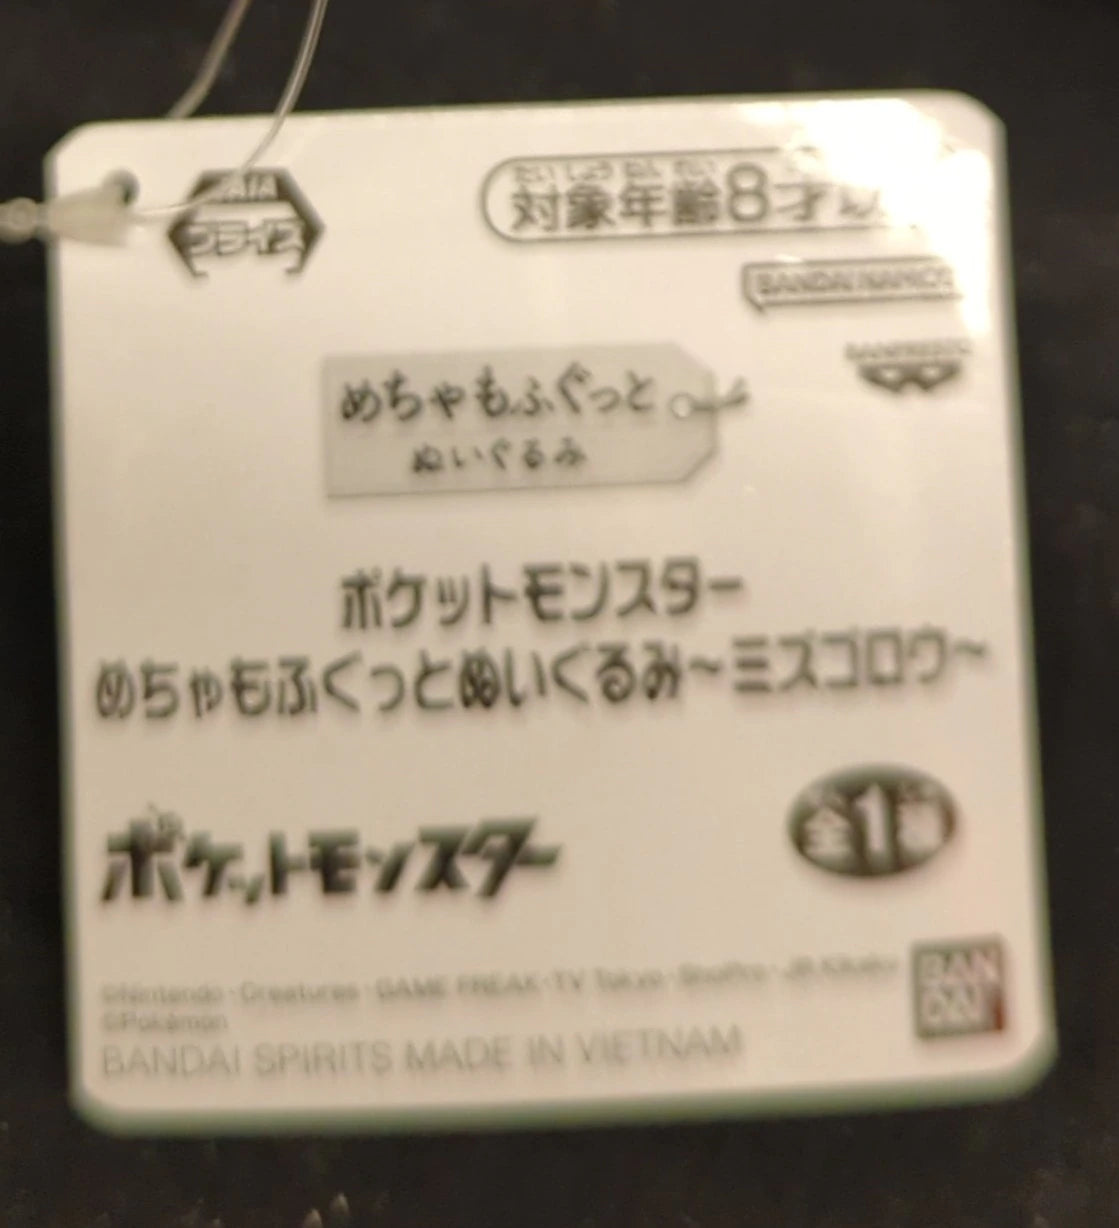 プライズ
対象年齢8才以
BANDAI NAMCO
BANPRESTO
めちゃもふぐっと
ぬいぐるみ
ポケットモンスター
めちゃもふぐっとぬいぐるみ〜ミズゴロウ〜
ポケットモンスター
全1種
©Nintendo・Creatures・GAME FREAK・TV Tokyo・ShoPro・JR Kikaku
©Pokémon
BANDAI SPIRITS MADE IN VIETNAM
BAN
DAI